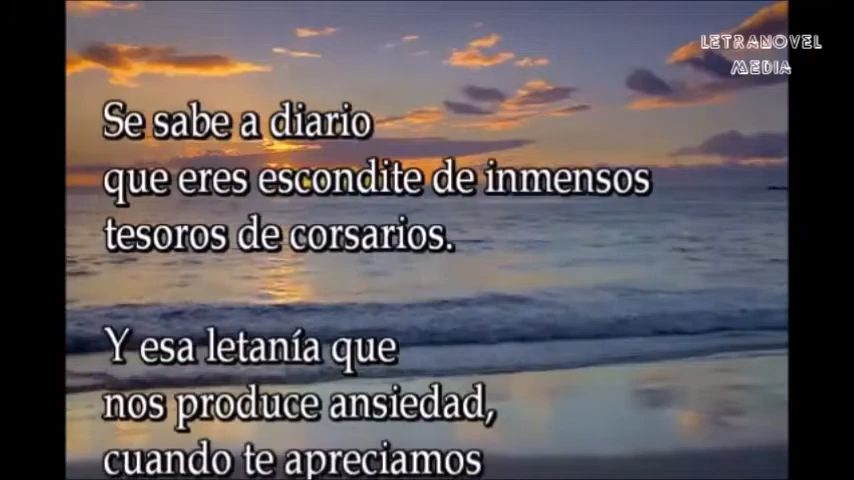 LETRANOVEL
MEDIA
Se sabe a diario
que eres escondite de inmensos
tesoros de corsarios.
Y esa letanía que
nos produce ansiedad,
cuando te apreciamos